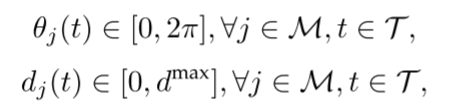 θ_j(t) ∈ [0, 2π], ∀j ∈ ℳ, t ∈ 𝒯,
d_j(t) ∈ [0, d^max], ∀j ∈ ℳ, t ∈ 𝒯,